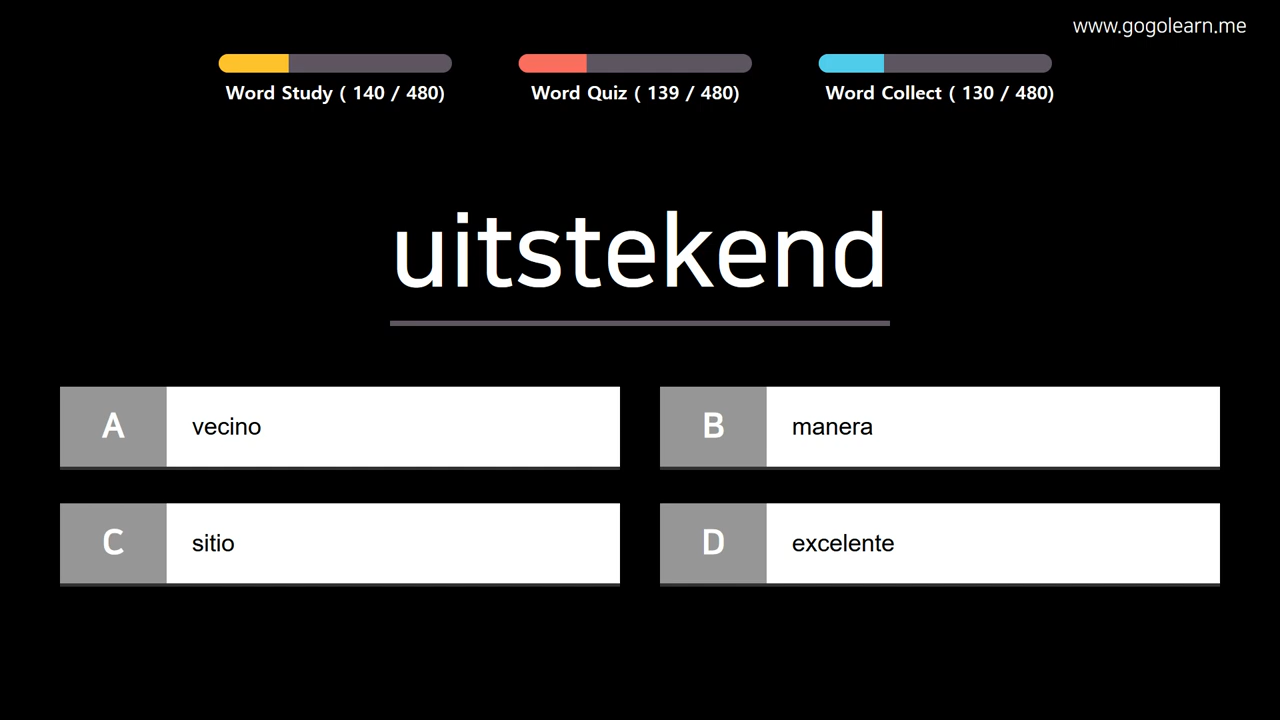 www.gogolearn.me
Word Study ( 140 / 480)
Word Quiz ( 139 / 480)
Word Collect ( 130 / 480)
uitstekend
A vecino
B manera
C sitio
D excelente